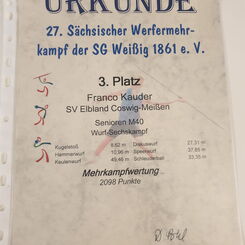 URKUNDE
27. Sächsischer Werfermehr-
kampf der SG Weißig 1861 e. V.
3. Platz
Franco Kauder
SV Elbland Coswig-Meißen
Senioren M40
Wurf-Sechskampf
Kugelstoß 8,62 m Diskuswurf 27,31 m
Hammerwurf 10,96 m Speerwurf 37,85 m
Keulenwurf 49,46 m Schleuderball 33,35 m
Mehrkampfwertung
2098 Punkte